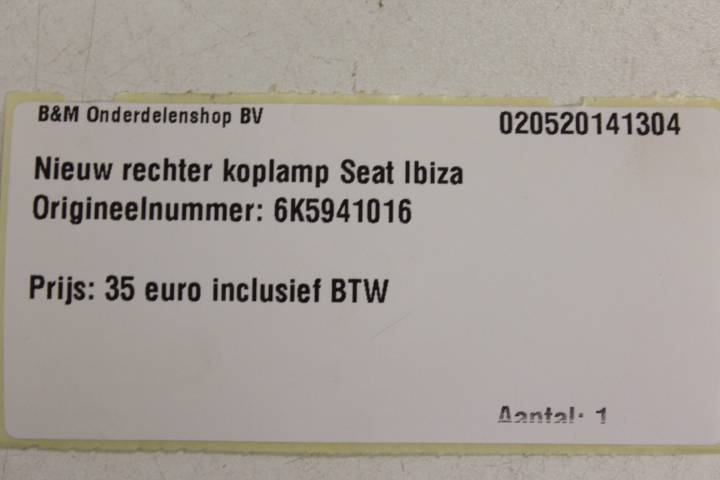 B&M Onderdelenshop BV
020520141304
Nieuw rechter koplamp Seat Ibiza
Origineelnummer: 6K5941016
Prijs: 35 euro inclusief BTW
Aantal: 1